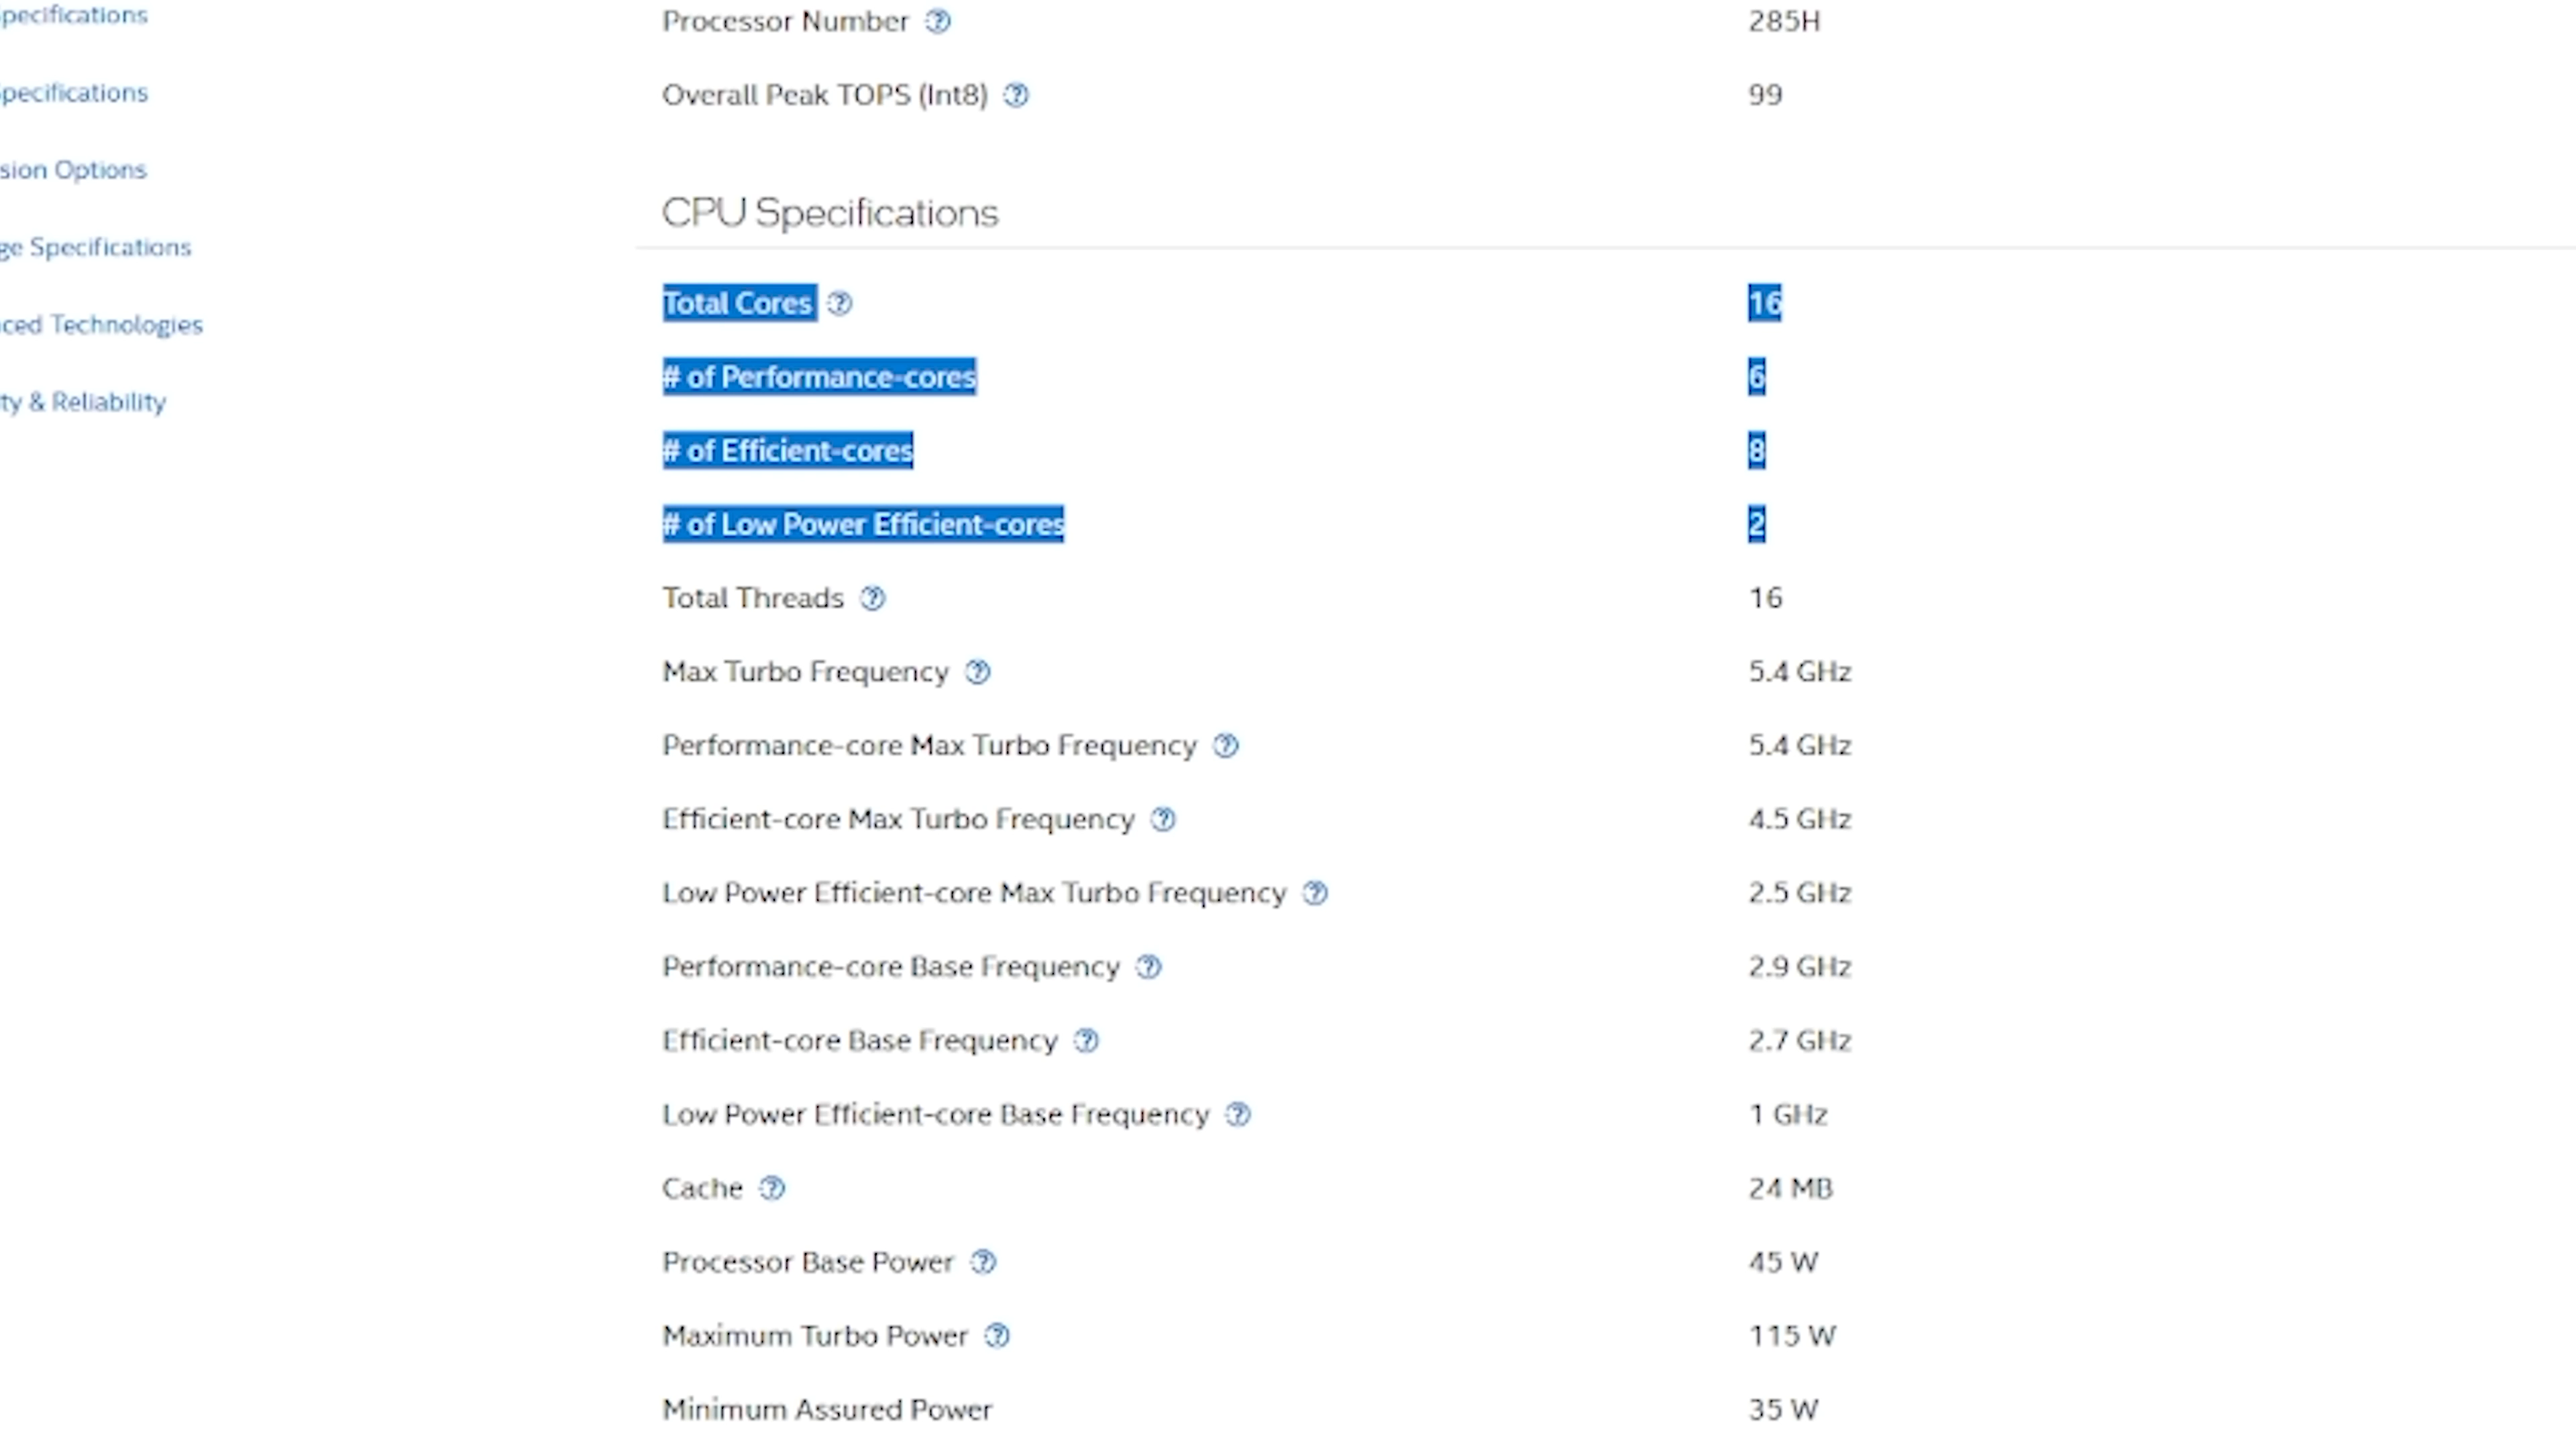 pecifications
pecifications
sion Options
ge Specifications
ced Technologies
ty & Reliability
Processor Number 285H
Overall Peak TOPS (Int8) 99
CPU Specifications
Total Cores 16
# of Performance-cores 6
# of Efficient-cores 8
# of Low Power Efficient-cores 2
Total Threads 16
Max Turbo Frequency 5.4 GHz
Performance-core Max Turbo Frequency 5.4 GHz
Efficient-core Max Turbo Frequency 4.5 GHz
Low Power Efficient-core Max Turbo Frequency 2.5 GHz
Performance-core Base Frequency 2.9 GHz
Efficient-core Base Frequency 2.7 GHz
Low Power Efficient-core Base Frequency 1 GHz
Cache 24 MB
Processor Base Power 45 W
Maximum Turbo Power 115 W
Minimum Assured Power 35 W